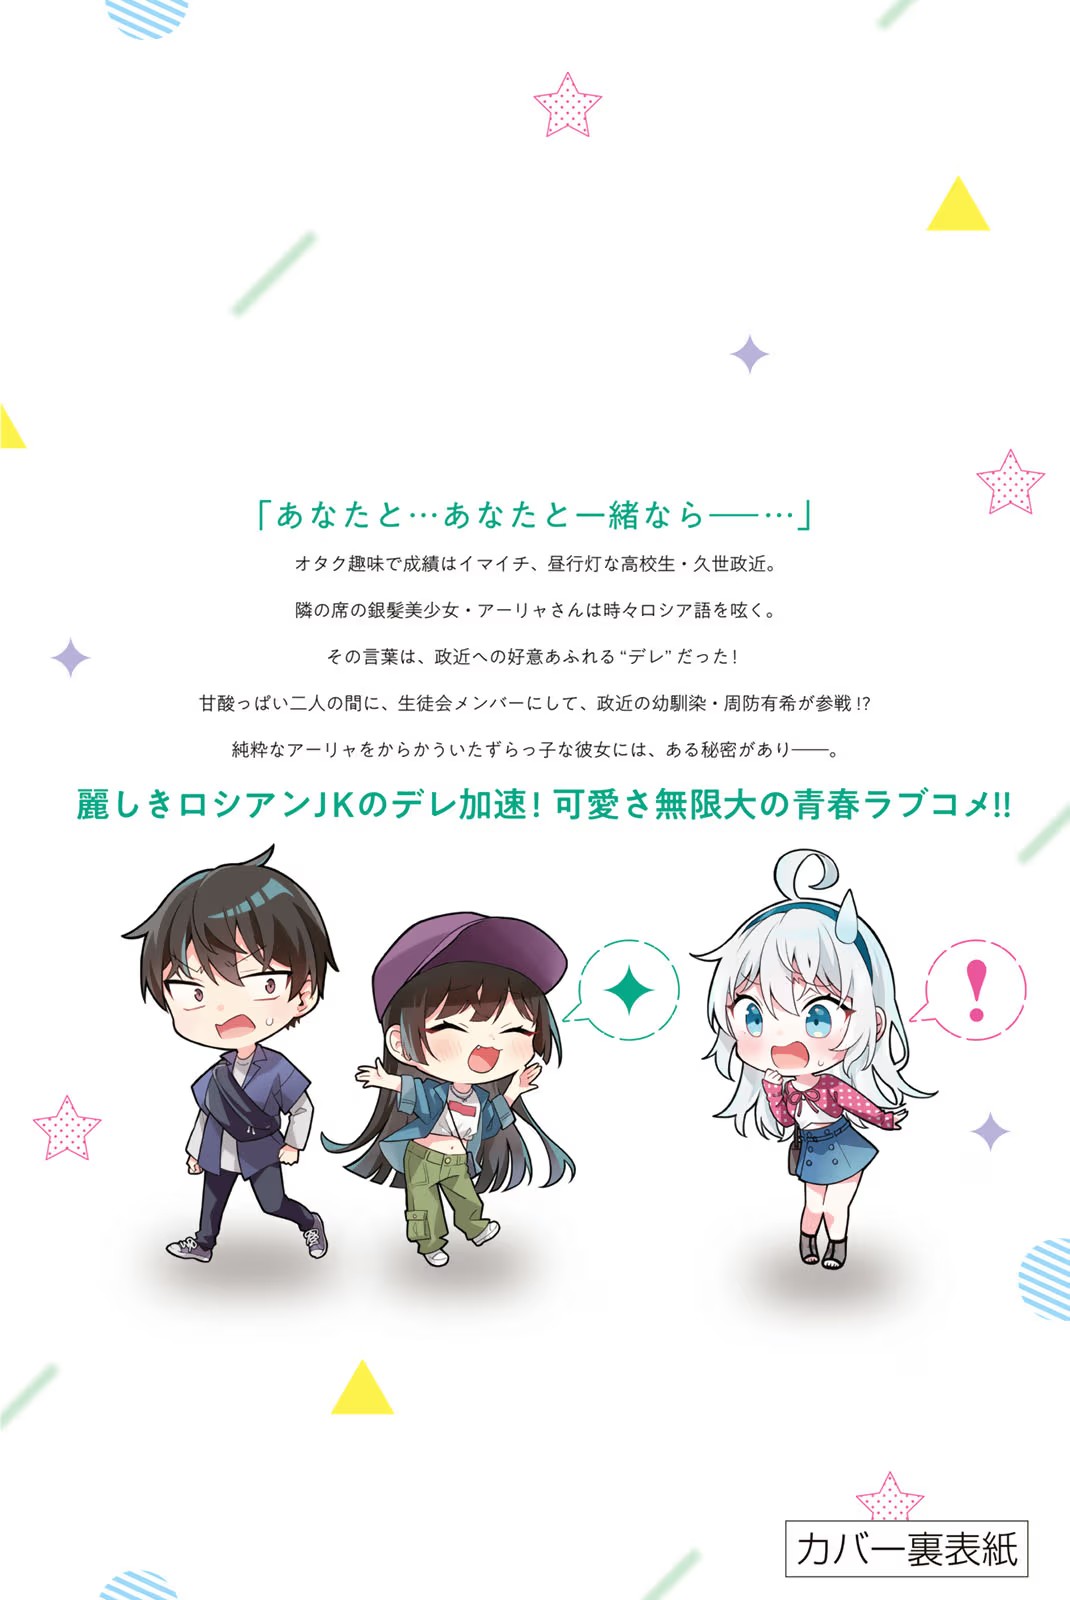 「あなたと…あなたと一緒なら――…」
オタク趣味で成績はイマイチ、昼行灯な高校生・久世政近。
隣の席の銀髪美少女・アーリャさんは時々ロシア語を呟く。
その言葉は、政近への好意あふれる“デレ”だった！
甘酸っぱい二人の間に、生徒会メンバーにして、政近の幼馴染・周防有希が参戦!?
純粋なアーリャをからかういたずらっ子な彼女には、ある秘密があり――。
麗しきロシアンJKのデレ加速！可愛さ無限大の青春ラブコメ!!
!
カバー裏表紙